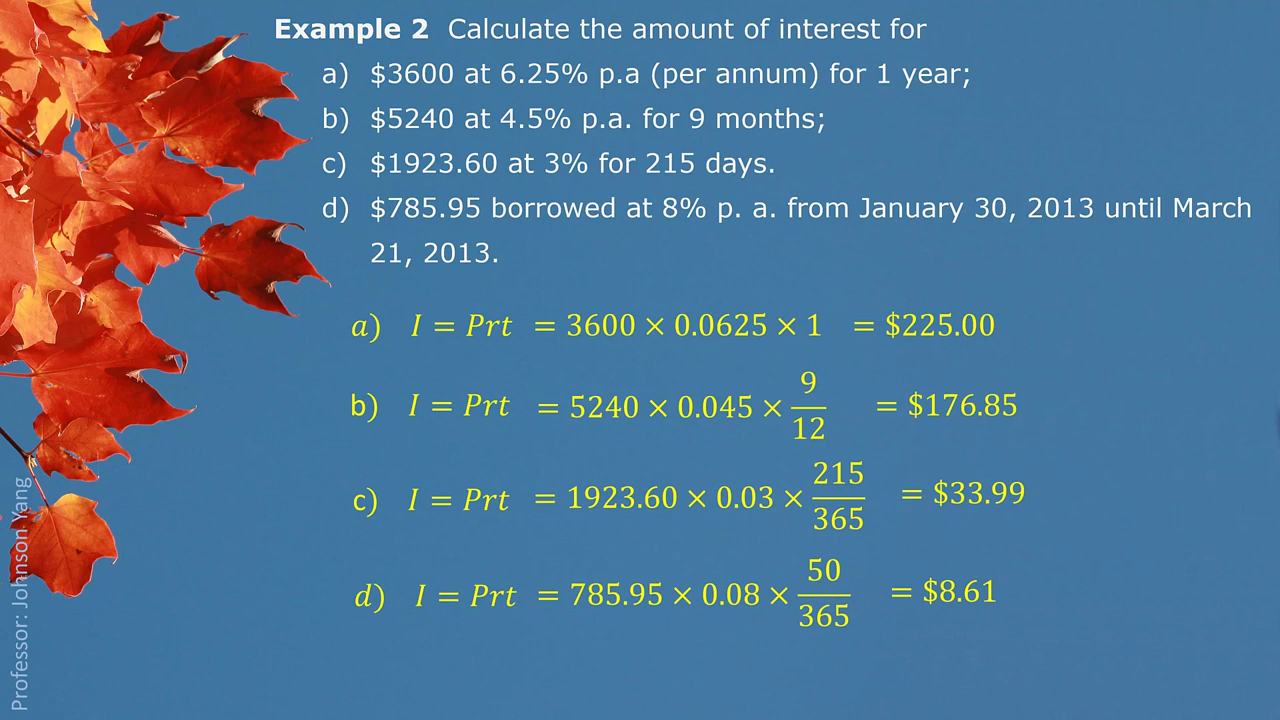 Example 2 Calculate the amount of interest for
a) $3600 at 6.25% p.a (per annum) for 1 year;
b) $5240 at 4.5% p.a. for 9 months;
c) $1923.60 at 3% for 215 days.
d) $785.95 borrowed at 8% p. a. from January 30, 2013 until March
21, 2013.
a) I = Prt = 3600 × 0.0625 × 1 = $225.00
b) I = Prt = 5240 × 0.045 × 9/12 = $176.85
c) I = Prt = 1923.60 × 0.03 × 215/365 = $33.99
d) I = Prt = 785.95 × 0.08 × 50/365 = $8.61
Professor: Johnson Yang